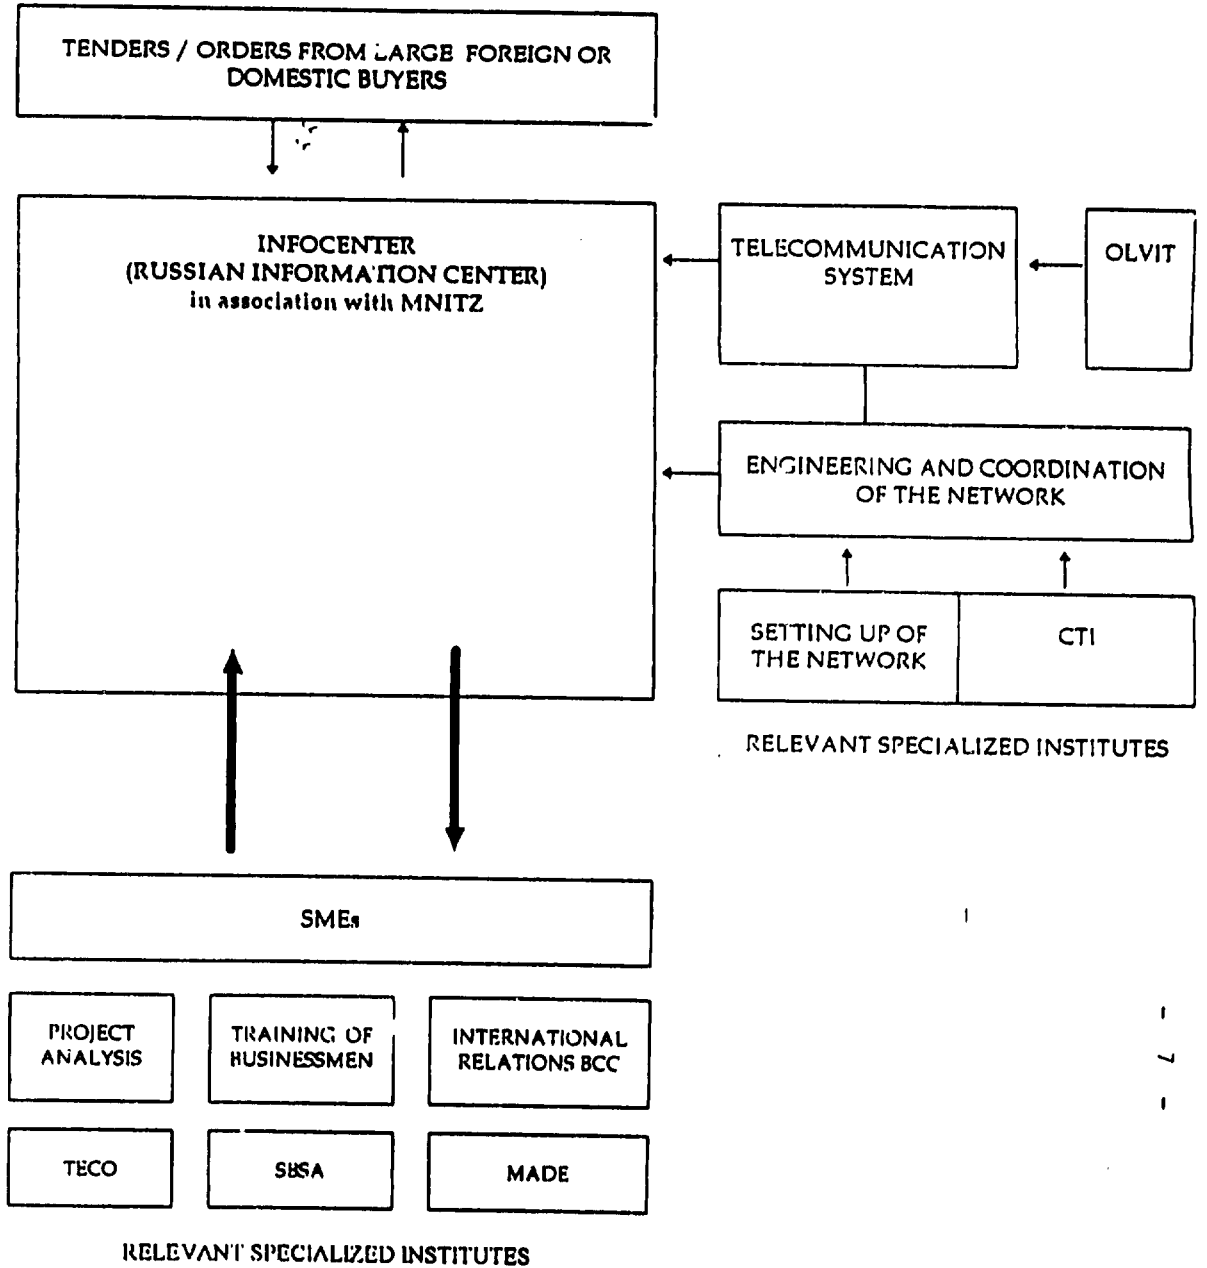 TENDERS / ORDERS FROM LARGE FOREIGN OR
DOMESTIC BUYERS
INFOCENTER
(RUSSIAN INFORMATION CENTER)
in association with MNITZ
TELECOMMUNICATION
SYSTEM
OLVIT
ENGINEERING AND COORDINATION
OF THE NETWORK
SETTING UP OF
THE NETWORK
CTI
RELEVANT SPECIALIZED INSTITUTES
SMEs
PROJECT
ANALYSIS
TRAINING OF
BUSINESSMEN
INTERNATIONAL
RELATIONS BCC
TECO
SBSA
MADE
RELEVANT SPECIALIZED INSTITUTES
- 7 -